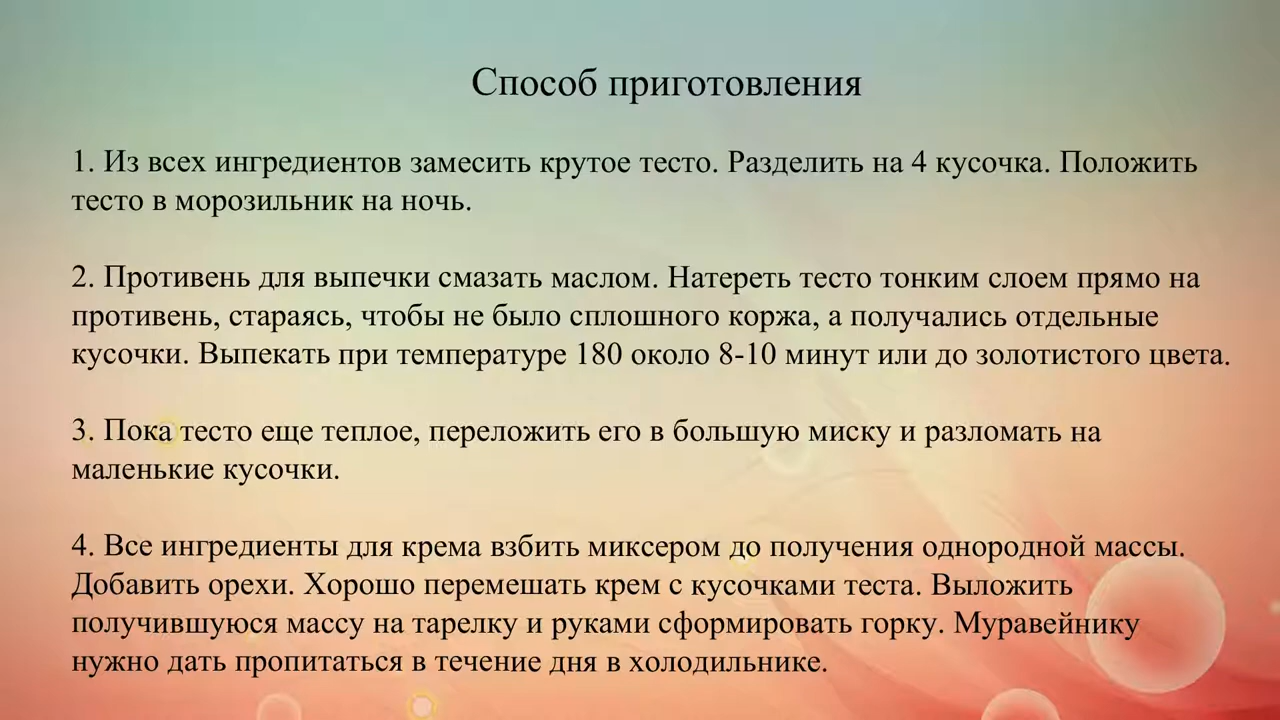 Способ приготовления
1. Из всех ингредиентов замесить крутое тесто. Разделить на 4 кусочка. Положить
тесто в морозильник на ночь.
2. Противень для выпечки смазать маслом. Натереть тесто тонким слоем прямо на
противень, стараясь, чтобы не было сплошного коржа, а получались отдельные
кусочки. Выпекать при температуре 180 около 8-10 минут или до золотистого цвета.
3. Пока тесто еще теплое, переложить его в большую миску и разломать на
маленькие кусочки.
4. Все ингредиенты для крема взбить миксером до получения однородной массы.
Добавить орехи. Хорошо перемешать крем с кусочками теста. Выложить
получившуюся массу на тарелку и руками сформировать горку. Муравейнику
нужно дать пропитаться в течение дня в холодильнике.